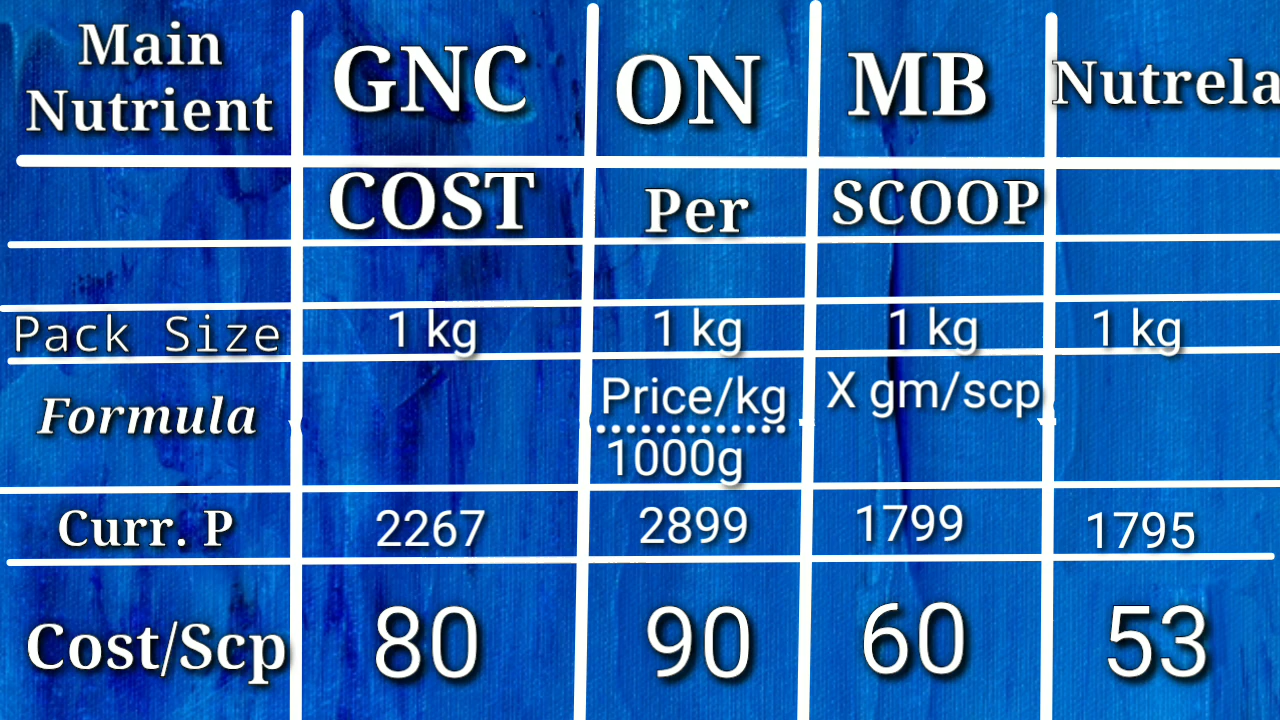 Main Nutrient GNC ON MB Nutrela
COST Per SCOOP
Pack Size 1 kg 1 kg 1 kg 1 kg
Formula Price/kg X gm/scp
1000g
Curr. P 2267 2899 1799 1795
Cost/Scp 80 90 60 53